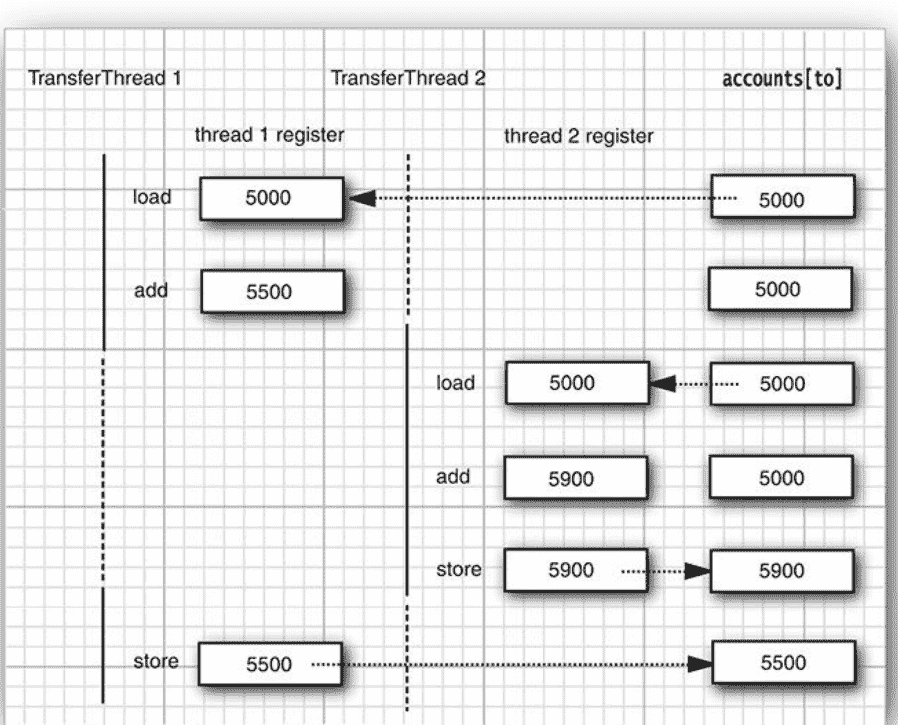 TransferThread 1 TransferThread 2 accounts[to]
thread 1 register thread 2 register
load 5000 5000
add 5500 5000
load 5000 5000
add 5900 5000
store 5900 5900
store 5500 5500